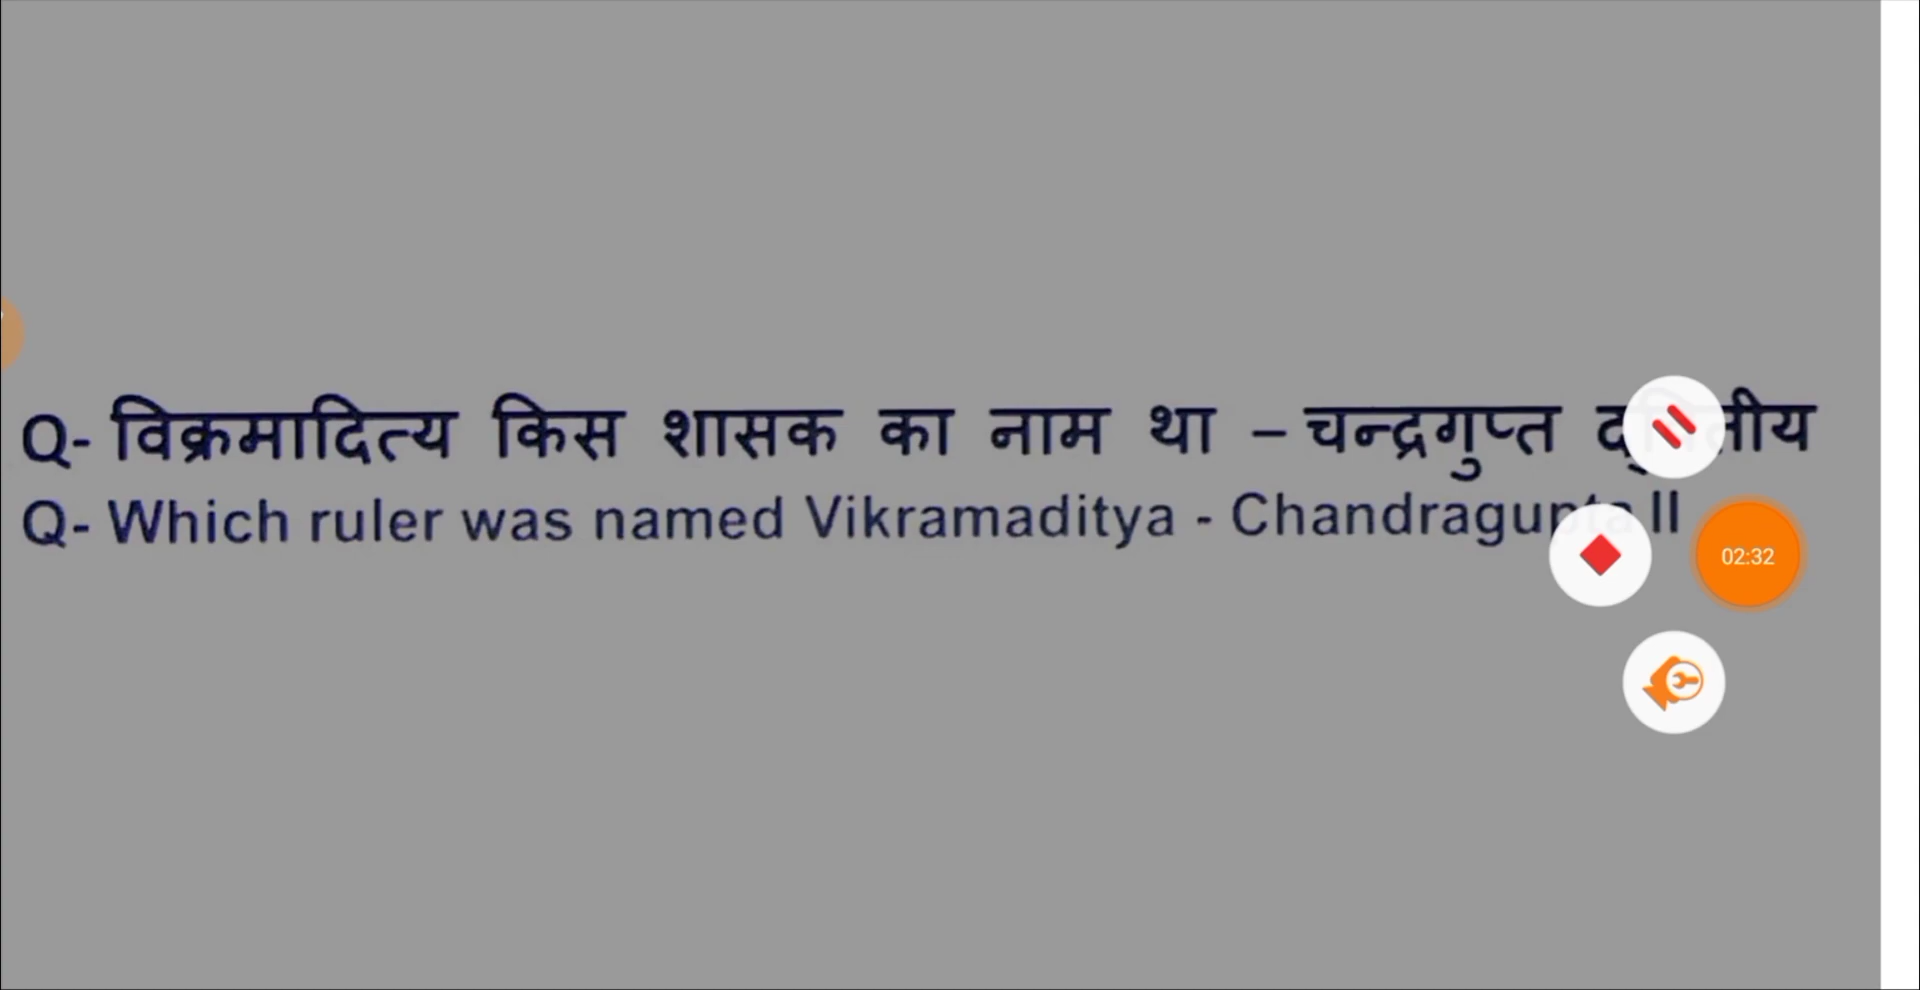 Q- विक्रमादित्य किस शासक का नाम था – चन्द्रगुप्त
Q- Which ruler was named Vikramaditya - Chandragupta II
02:32